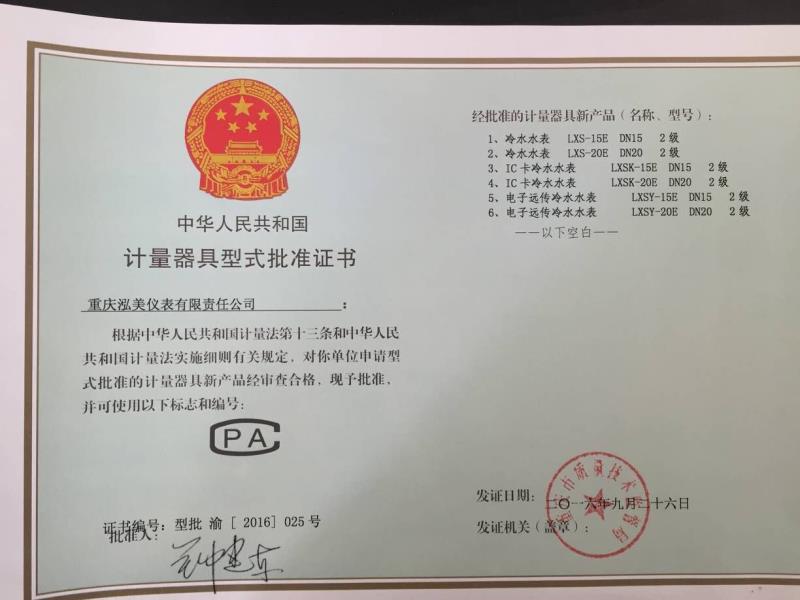 中华人民共和国
计量器具型式批准证书
重庆泓美仪表有限责任公司:
根据中华人民共和国计量法第十三条和中华人民
共和国计量法实施细则有关规定，对你单位申请型
式批准的计量器具新产品经审查合格，现予批准，
并可使用以下标志和编号:
CPA
证书编号: 型批 渝 [ 2016] 025 号
批准人:
经批准的计量器具新产品（名称、型号）:
1、冷水水表 LXS-15E DN15 2 级
2、冷水水表 LXS-20E DN20 2 级
3、IC 卡冷水水表 LXSK-15E DN15 2 级
4、IC 卡冷水水表 LXSK-20E DN20 2 级
5、电子远传冷水水表 LXSY-15E DN15 2 级
6、电子远传冷水水表 LXSY-20E DN20 2 级
——以下空白——
发证日期: 二〇一六年九月二十六日
发证机关（盖章）:
市质量技术监督局